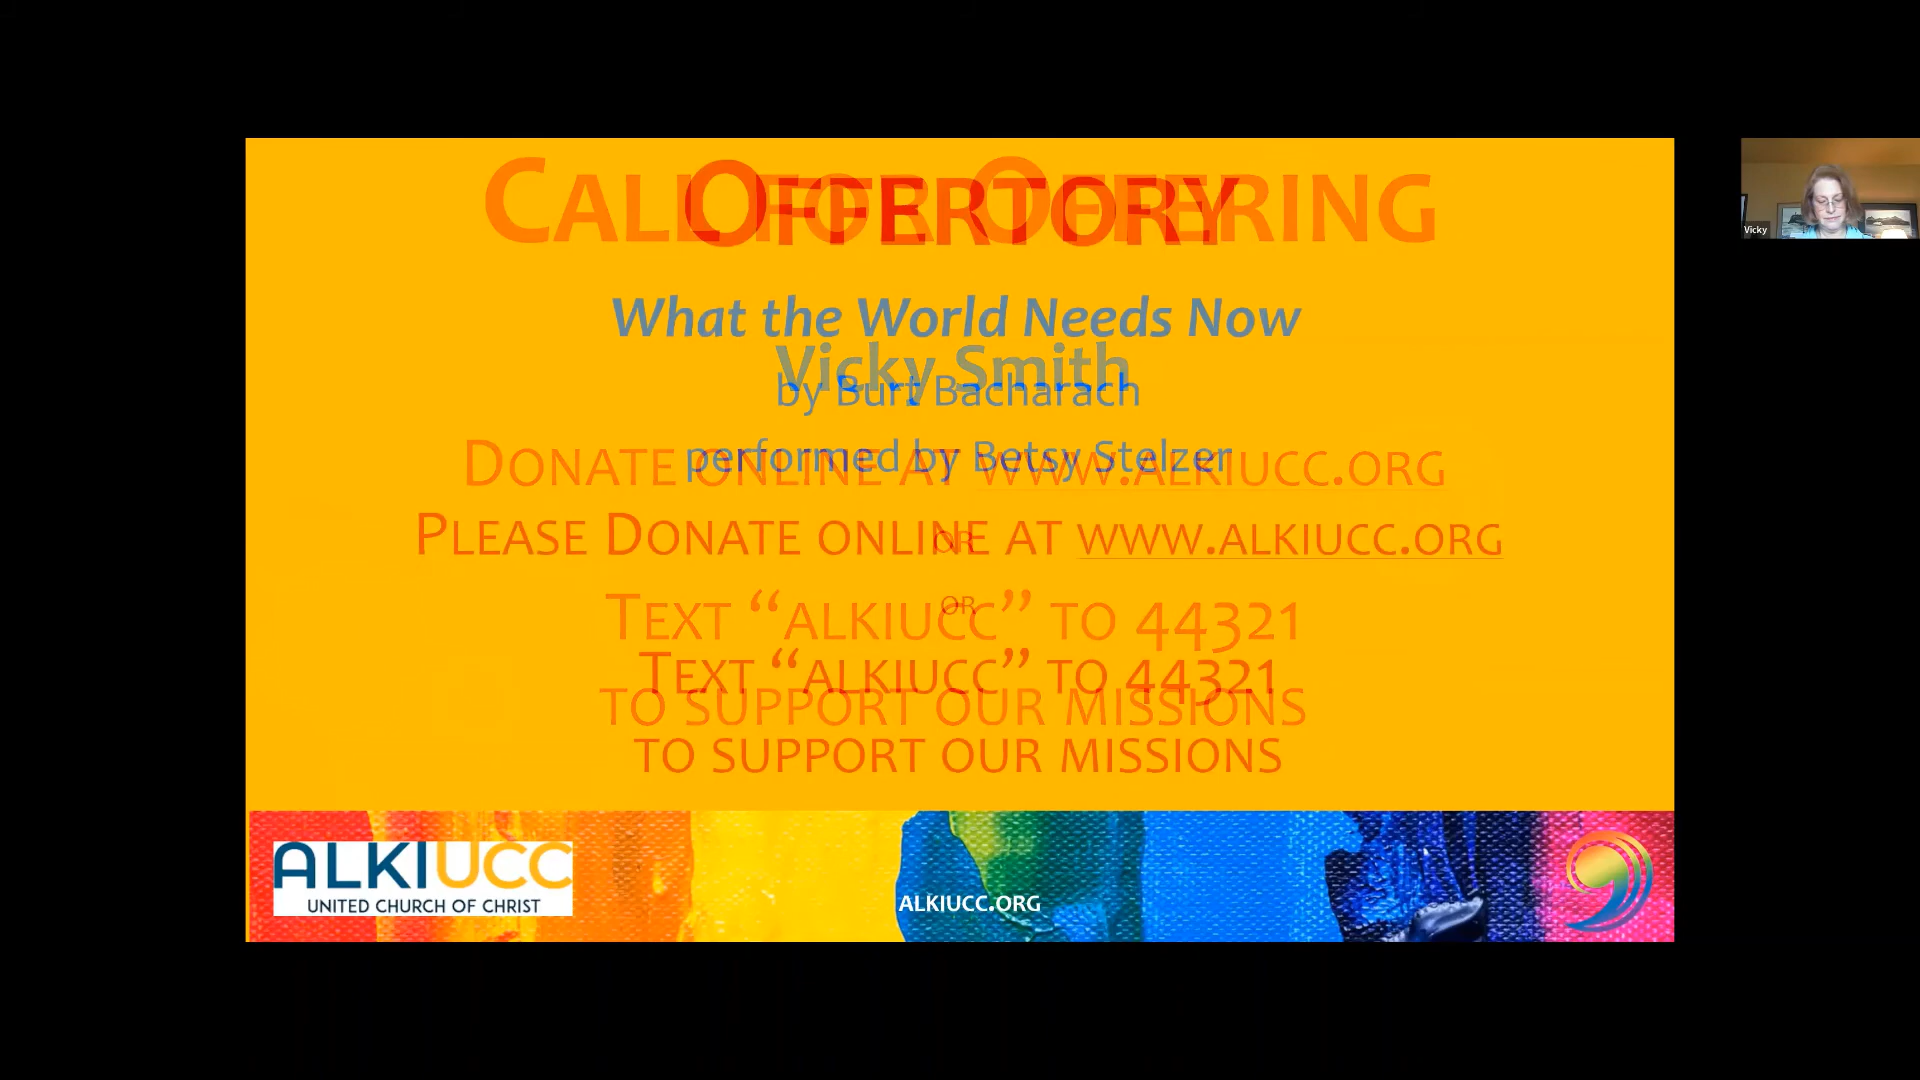 CALL FOR OFFERING
OFFERTORY
What the World Needs Now
Vicky Smith
by Burt Bacharach
performed by Betsy Stelzer
DONATE ONLINE AT WWW.ALKIUCC.ORG
PLEASE DONATE ONLINE AT WWW.ALKIUCC.ORG
OR
OR
TEXT “ALKIUCC” TO 44321
TEXT “ALKIUCC” TO 44321
TO SUPPORT OUR MISSIONS
TO SUPPORT OUR MISSIONS
ALKIUCC
UNITED CHURCH OF CHRIST
ALKIUCC.ORG
Vicky